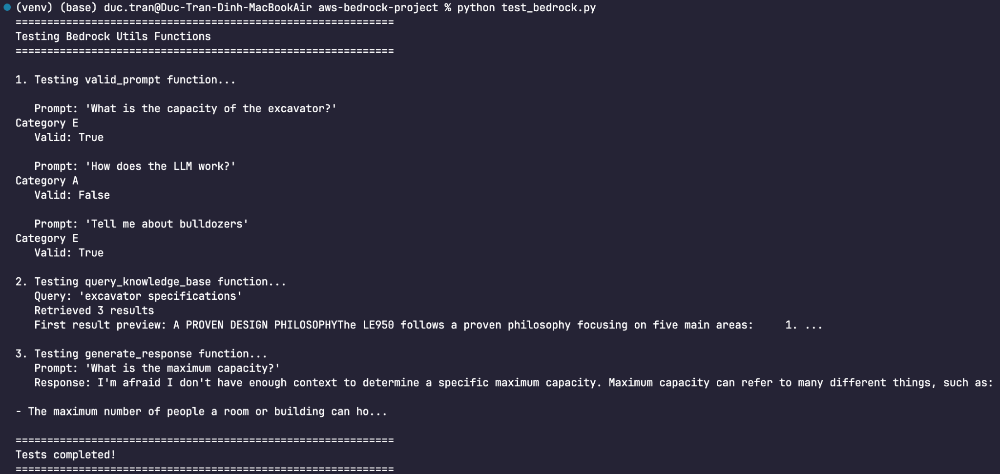 (venv) (base) duc.tran@Duc-Tran-Dinh-MacBookAir aws-bedrock-project % python test_bedrock.py
============================================================
Testing Bedrock Utils Functions
============================================================
1. Testing valid_prompt function...
Prompt: 'What is the capacity of the excavator?'
Category E
Valid: True
Prompt: 'How does the LLM work?'
Category A
Valid: False
Prompt: 'Tell me about bulldozers'
Category E
Valid: True
2. Testing query_knowledge_base function...
Query: 'excavator specifications'
Retrieved 3 results
First result preview: A PROVEN DESIGN PHILOSOPHYThe LE950 follows a proven philosophy focusing on five main areas:     1. ...
3. Testing generate_response function...
Prompt: 'What is the maximum capacity?'
Response: I'm afraid I don't have enough context to determine a specific maximum capacity. Maximum capacity can refer to many different things, such as:
- The maximum number of people a room or building can ho...
============================================================
Tests completed!
============================================================